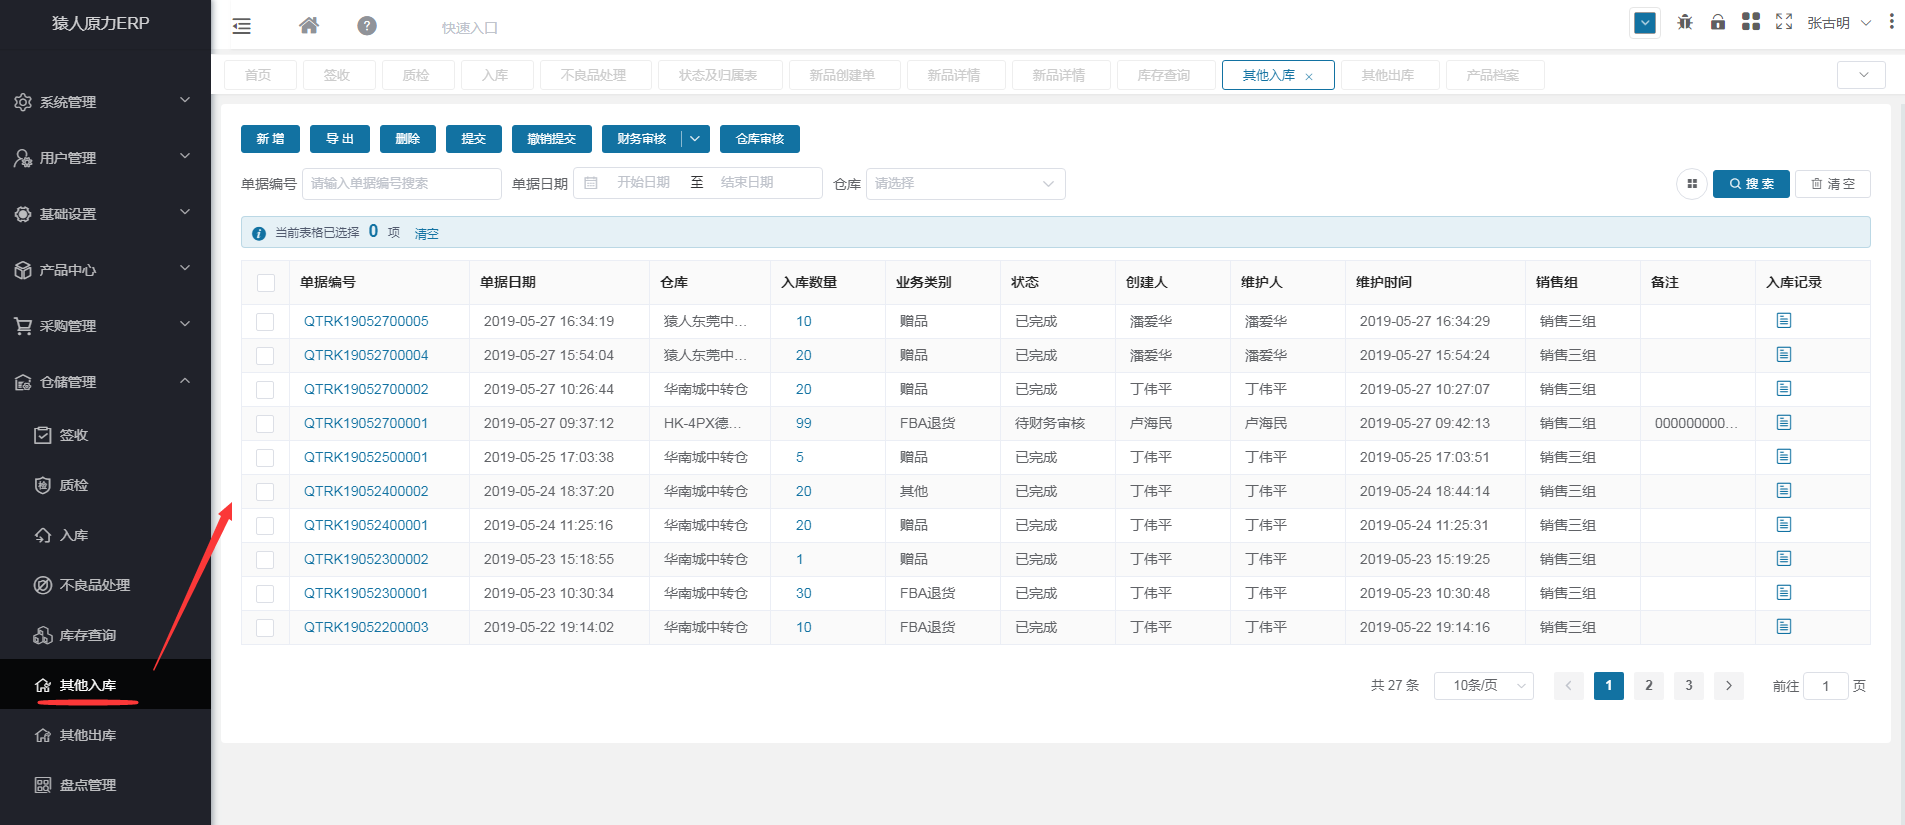 猿人原力ERP
快速入口
张古明
首页 签收 质检 入库 不良品处理 状态及归属表 新品创建单 新品详情 新品详情 库存查询 其他入库 × 其他出库 产品档案
系统管理
用户管理
基础设置
产品中心
采购管理
仓储管理
签收
质检
入库
不良品处理
库存查询
其他入库
其他出库
盘点管理
新增 导出 删除 提交 撤销提交 财务审核 仓库审核
单据编号 请输入单据编号搜索 单据日期 开始日期 至 结束日期 仓库 请选择 搜索 清空
当前表格已选择 0 项 清空
单据编号 单据日期 仓库 入库数量 业务类别 状态 创建人 维护人 维护时间 销售组 备注 入库记录
QTRK19052700005 2019-05-27 16:34:19 猿人东莞中... 10 赠品 已完成 潘爱华 潘爱华 2019-05-27 16:34:29 销售三组
QTRK19052700004 2019-05-27 15:54:04 猿人东莞中... 20 赠品 已完成 潘爱华 潘爱华 2019-05-27 15:54:24 销售三组
QTRK19052700002 2019-05-27 10:26:44 华南城中转仓 20 赠品 已完成 丁伟平 丁伟平 2019-05-27 10:27:07 销售三组
QTRK19052700001 2019-05-27 09:37:12 HK-4PX德... 99 FBA退货 待财务审核 卢海民 卢海民 2019-05-27 09:42:13 销售二组 000000000...
QTRK19052500001 2019-05-25 17:03:38 华南城中转仓 5 赠品 已完成 丁伟平 丁伟平 2019-05-25 17:03:51 销售三组
QTRK19052400002 2019-05-24 18:37:20 华南城中转仓 20 其他 已完成 丁伟平 丁伟平 2019-05-24 18:44:14 销售三组
QTRK19052400001 2019-05-24 11:25:16 华南城中转仓 20 赠品 已完成 丁伟平 丁伟平 2019-05-24 11:25:31 销售三组
QTRK19052300002 2019-05-23 15:18:55 华南城中转仓 1 赠品 已完成 丁伟平 丁伟平 2019-05-23 15:19:25 销售三组
QTRK19052300001 2019-05-23 10:30:34 华南城中转仓 30 FBA退货 已完成 丁伟平 丁伟平 2019-05-23 10:30:48 销售三组
QTRK19052200003 2019-05-22 19:14:02 华南城中转仓 10 FBA退货 已完成 丁伟平 丁伟平 2019-05-22 19:14:16 销售三组
共 27 条 10条/页 1 2 3 前往 1 页